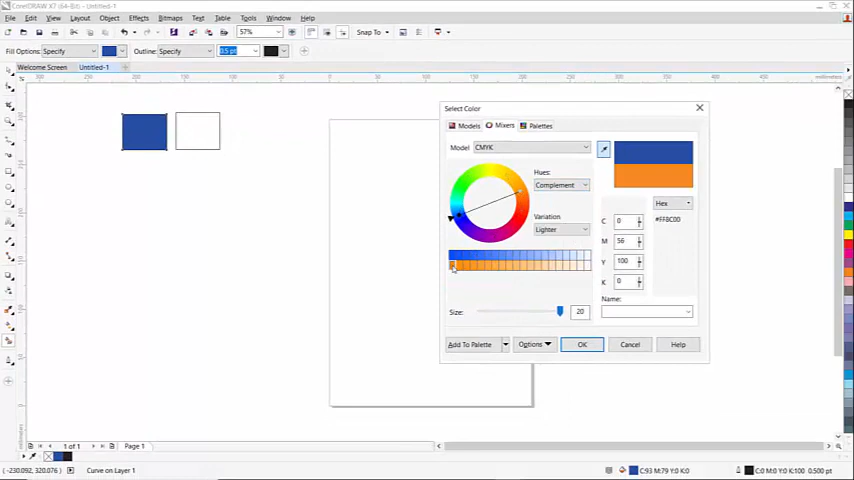 CorelDRAW X7 (64-Bit) - Untitled-1
File Edit View Layout Object Effects Bitmaps Text Table Tools Window Help
57% Snap To
Fill Options: Specify Outline: Specify 0.5 pt
Welcome Screen Untitled-1
millimeters
Select Color
Models Mixers Palettes
Model CMYK
Hues:
Complement
Variation
Lighter
Hex
#FF8C00
C 0
M 56
Y 100
K 0
Name:
Size: 20
Add To Palette Options OK Cancel Help
1 of 1 Page 1
(-230.092, 320.076) Curve on Layer 1 C:93 M:79 Y:0 K:0 C:0 M:0 Y:0 K:100 0.500 pt